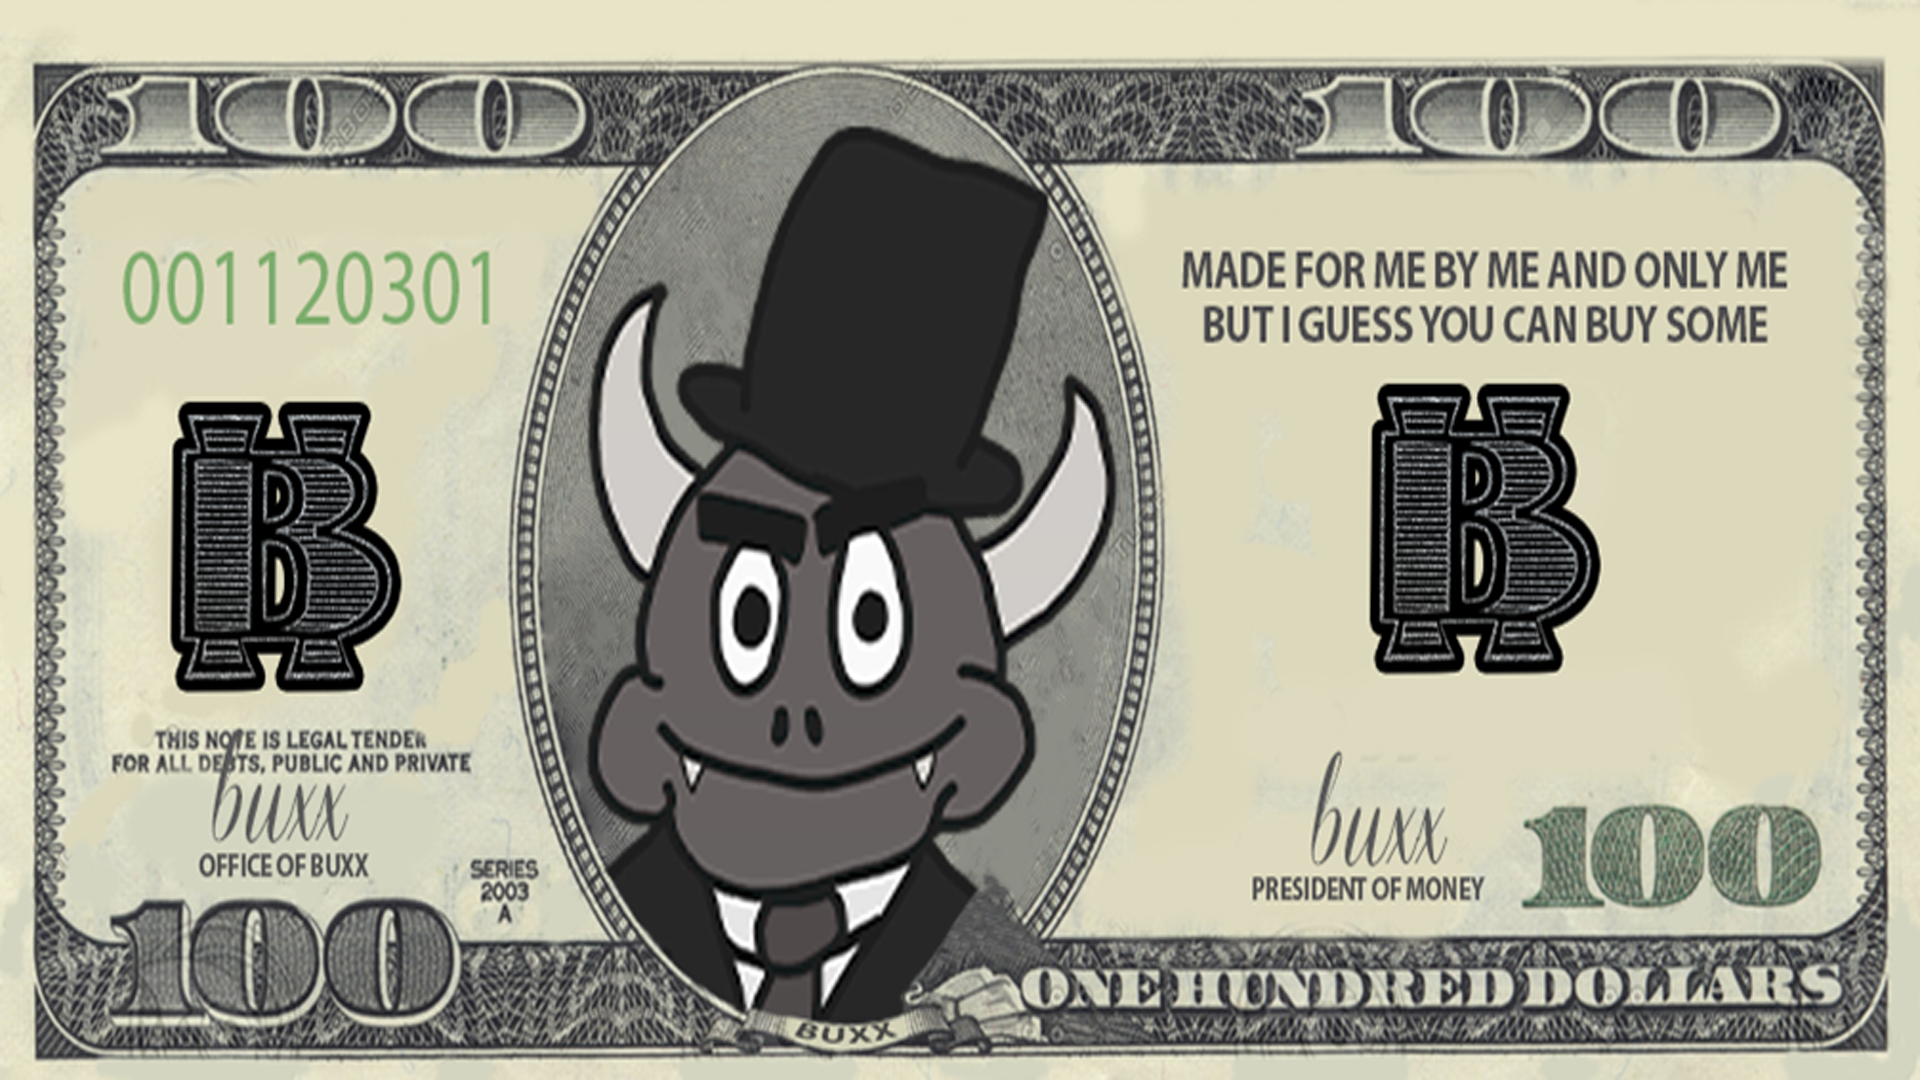 100
100
001120301
MADE FOR ME BY ME AND ONLY ME
BUT I GUESS YOU CAN BUY SOME
B
B
THIS NOTE IS LEGAL TENDER
FOR ALL DEBTS, PUBLIC AND PRIVATE
buxx
OFFICE OF BUXX
SERIES
2003
A
buxx
PRESIDENT OF MONEY
100
100
ONE HUNDRED DOLLARS
BUXX